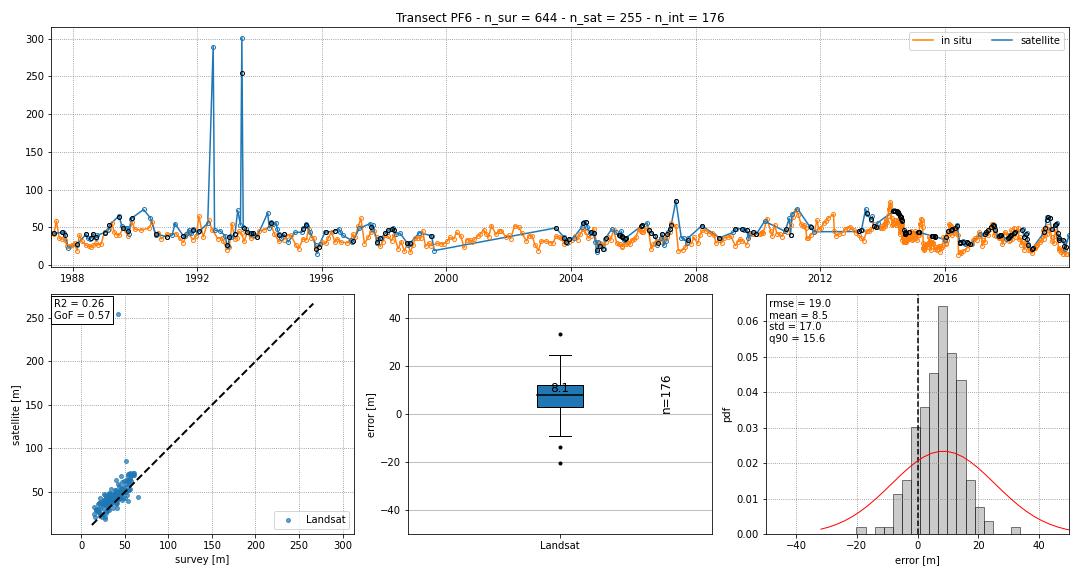 Transect PF6 - n_sur = 644 - n_sat = 255 - n_int = 176
300
250
200
150
100
50
0
in situ
satellite
1988
1992
1996
2000
2004
2008
2012
2016
R2 = 0.26
GoF = 0.57
250
200
150
100
50
satellite [m]
Landsat
0
50
100
150
200
250
300
survey [m]
40
20
0
−20
−40
error [m]
8.1
n=176
Landsat
rmse = 19.0
mean = 8.5
std = 17.0
q90 = 15.6
0.06
0.05
0.04
0.03
0.02
0.01
0.00
pdf
−40
−20
0
20
40
error [m]